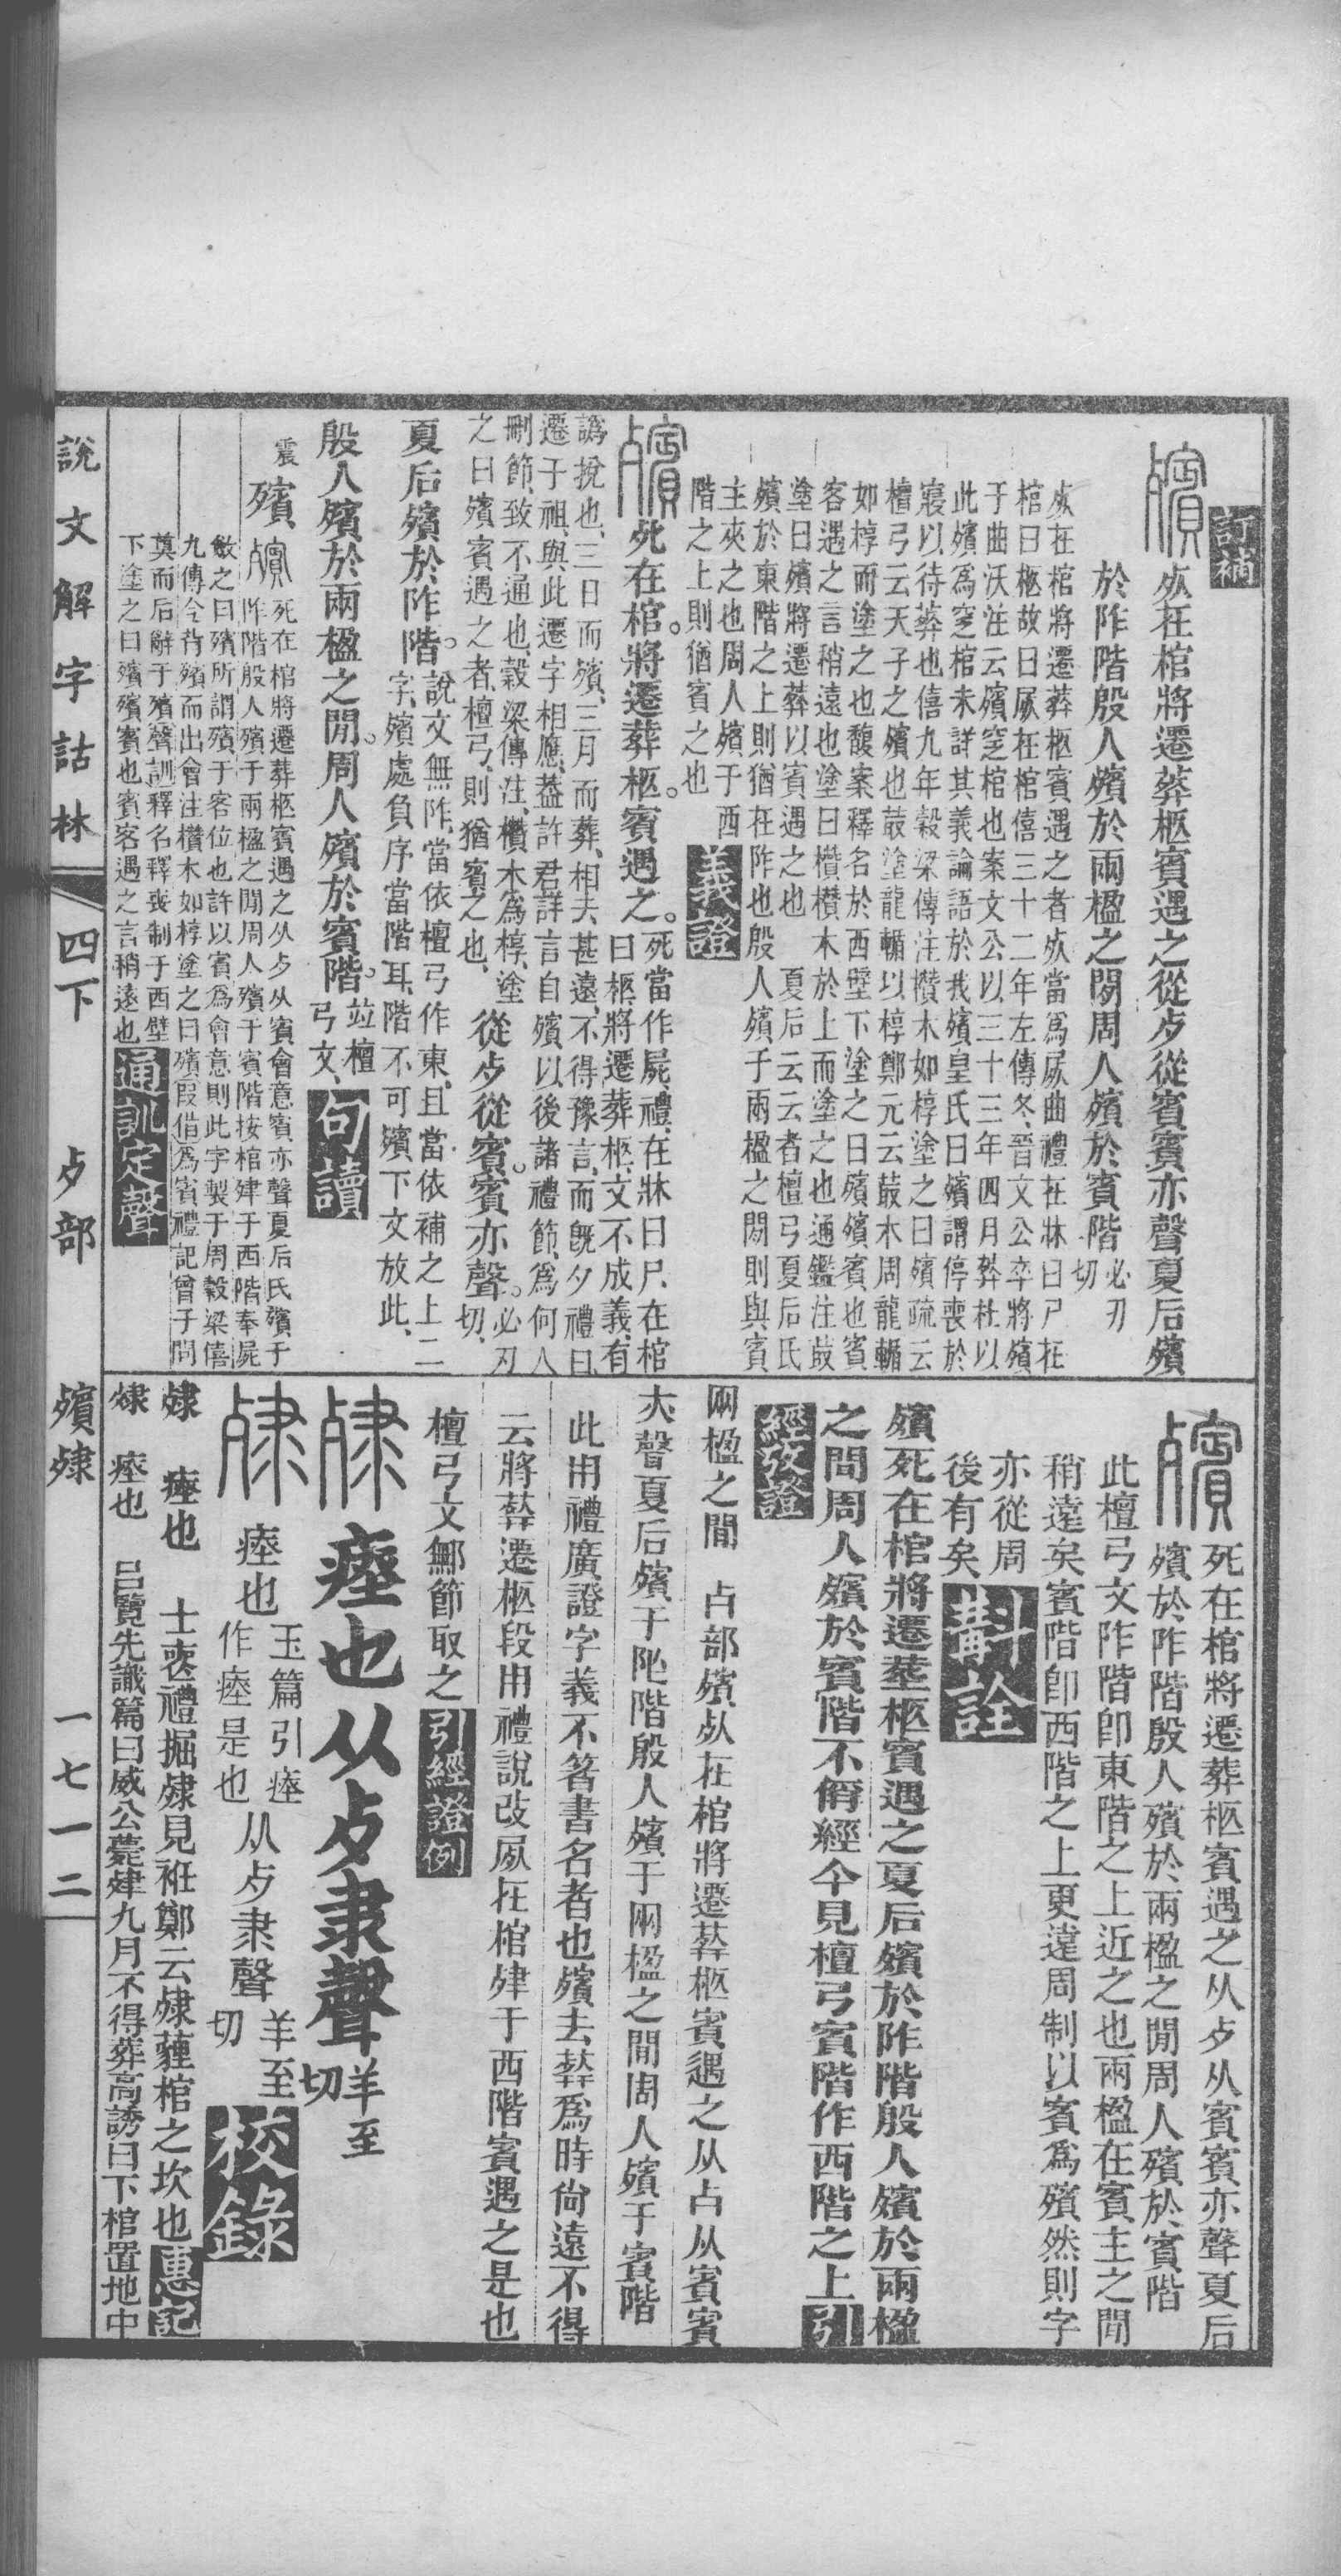 訂補
殯 㱙在棺將遷葬柩賓遇之從歺從賓賓亦聲夏后殯
於阼階殷人殯於兩楹之閒周人殯於賓階 必刃切
㱙在棺將遷葬柩賓遇之者㱙當爲屍曲禮在牀曰尸在
棺曰柩故曰屍在棺僖三十二年左傳冬晉文公卒將殯
于曲沃注云殯窆棺也案文公以三十三年四月葬杜以
此殯爲窆棺未詳其義論語於我殯皇氏曰殯謂停喪於
寢以待葬也僖九年穀梁傳注攢木如椁塗之曰殯疏云
檀弓云天子之殯也菆塗龍輴以椁鄭元云菆木周龍輴
如椁而塗之也馥案釋名於西壁下塗之曰殯殯賓也賓
客遇之言稍遠也塗曰攢攢木於上而塗之也通鑑注菆
塗曰殯將遷葬以賓遇之也 夏后云云者檀弓夏后氏
殯於東階之上則猶在阼也殷人殯于兩楹之閒則與賓
主夾之也周人殯于西
階之上則猶賓之也
義證
殯 死在棺。將遷葬柩。賓遇之。死當作屍禮、在牀曰尸、在棺
曰柩、將遷葬柩、文不成義、有
譌挩也、三日而殯、三月而葬、相去甚遠、不得豫言、而旣夕禮曰
遷于祖、與此遷字相應、蓋許君詳言自殯以後諸禮節、爲何人
刪節、致不通也、穀梁傳注、欑木爲椁、塗
之曰殯賓遇之者、檀弓、則猶賓之也、從歺從賓。賓亦聲。必刃切、
夏后殯於阼階。說文無阼、當依檀弓作東、且當依補之上二
字、殯處負序當階耳、階不可殯、下文放此、
殷人殯於兩楹之閒。周人殯於賓階。竝檀弓文、
句讀
震
殯 死在棺將遷葬柩賓遇之从歺从賓會意賓亦聲夏后氏殯于
阼階殷人殯于兩楹之閒周人殯于賓階按棺肂于西階奉屍
斂之曰殯所謂殯于客位也許以賓爲會意則此字製于周穀梁僖
九傳今背殯而出會注欑木如椁塗之曰殯叚借爲賓禮記曾子問
奠而后辭于殯聲訓釋名釋喪制于西壁
下塗之曰殯殯賓也賓客遇之言稍遠也
通訓定聲
殯 死在棺將遷葬柩賓遇之从歺从賓賓亦聲夏后
殯於阼階殷人殯於兩楹之閒周人殯於賓階
此檀弓文阼階卽東階之上近之也兩楹在賓主之閒
稍遠矣賓階卽西階之上更遠周制以賓爲殯然則字
亦從周
後有矣
斠詮
殯死在棺將遷葬柩賓遇之夏后殯於阼階殷人殯於兩楹
之閒周人殯於賓階不偁經今見檀弓賓階作西階之上
引經攷證
兩楹之閒 歺部殯㱙在棺將遷葬柩賓遇之从歺从賓賓
亦聲夏后殯于阼階殷人殯于兩楹之閒周人殯于賓階
此用禮廣證字義不箸書名者也殯去葬爲時尙遠不得
云將葬遷柩段用禮說改屍在棺肂于西階賓遇之是也
檀弓文鄦節取之
引經證例
𣨤 瘞也从歺隶聲 羊至切
𣨤 瘞也 玉篇引瘞作瘞是也 从歺隶聲 羊至切
校錄
𣨤 瘞也 士喪禮掘𣨤見衽鄭云𣨤薶棺之坎也
惠記
𣨤 瘞也 呂覽先識篇曰威公薨肂九月不得葬高誘曰下棺置地中
說文解字詁林 四下 歺部 殯𣨤 一七一二